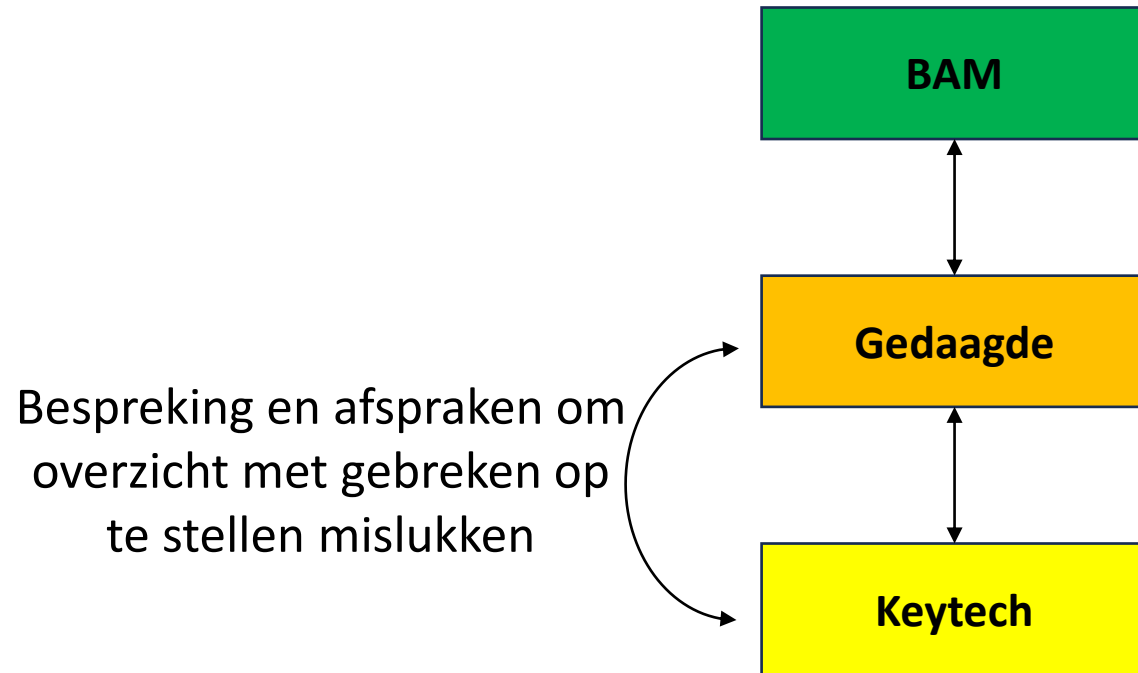 BAM
Gedaagde
Bespreking en afspraken om
overzicht met gebreken op
te stellen mislukken
Keytech